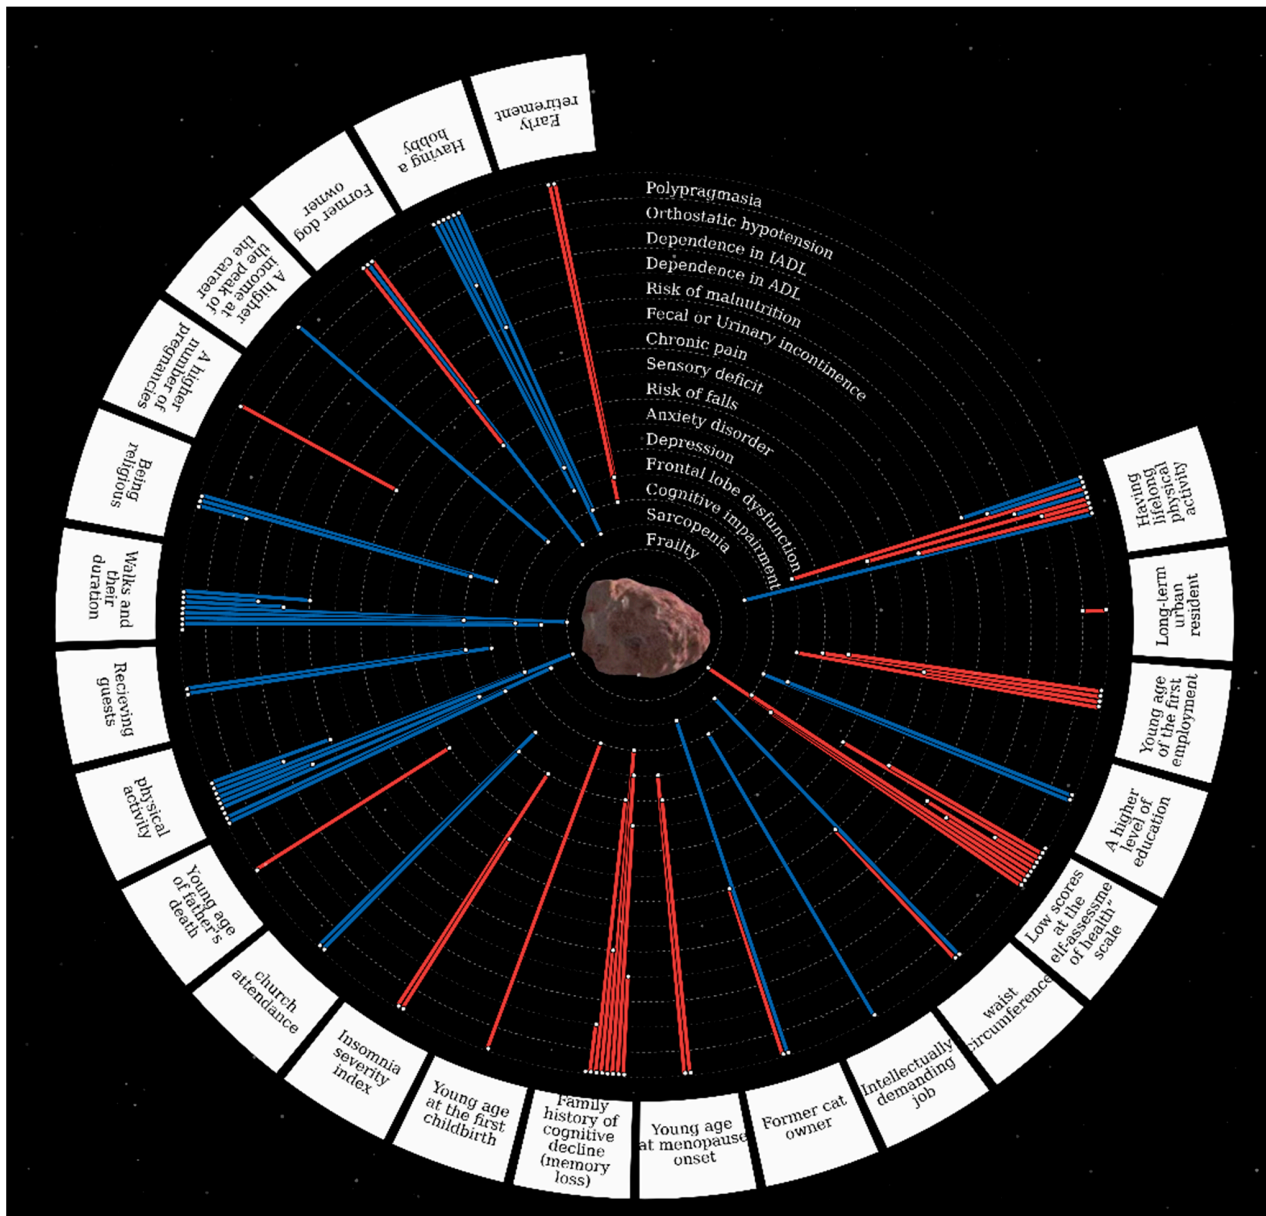 Early
retirement
Having a
hobby
Former dog
owner
A higher
income at
the peak of
the career
A higher
number of
pregnancies
Being
religious
Walks and
their
duration
Recieving
guests
physical
activity
Young age
of father's
death
church
attendance
Insomnia
severity
index
Young age
at the first
childbirth
Family
history of
cognitive
decline
(memory
loss)
Young age
at menopause
onset
Former cat
owner
Intellectually
demanding
job
waist
circumference
Low scores
at the
elf-assessme
of health"
scale
A higher
level of
education
Young age
of the first
employment
Long-term
urban
resident
Having
lifelong
physical
activity
Polypragmasia
Orthostatic hypotension
Dependence in IADL
Dependence in ADL
Risk of malnutrition
Fecal or Urinary incontinence
Chronic pain
Sensory deficit
Risk of falls
Anxiety disorder
Depression
Frontal lobe dysfunction
Cognitive impairment
Sarcopenia
Frailty